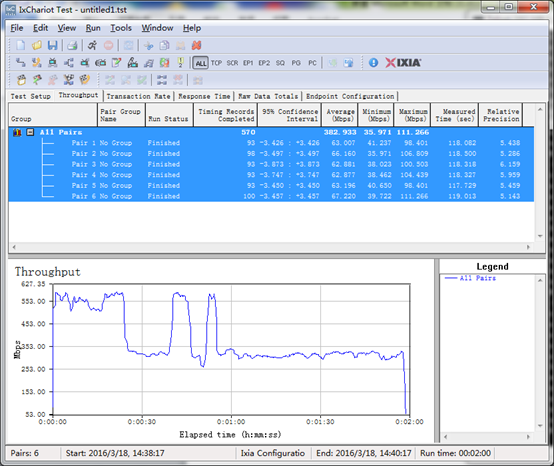 IxChariot Test - untitled1.tst
File Edit View Run Tools Window Help
ALL TCP SCR EP1 EP2 SQ PG PC IXIA
Test Setup Throughput Transaction Rate Response Time Raw Data Totals Endpoint Configuration
Group Pair Group Name Run Status Timing Records Completed 95% Confidence Interval Average (Mbps) Minimum (Mbps) Maximum (Mbps) Measured Time (sec) Relative Precision
All Pairs 570 382.933 35.971 111.266
Pair 1 No Group Finished 93 -3.426 : +3.426 63.007 41.237 98.401 118.082 5.438
Pair 2 No Group Finished 98 -3.497 : +3.497 66.160 35.971 106.809 118.500 5.286
Pair 3 No Group Finished 93 -3.873 : +3.873 62.881 38.023 100.503 118.318 6.159
Pair 4 No Group Finished 93 -3.747 : +3.747 62.877 38.462 104.439 118.327 5.959
Pair 5 No Group Finished 93 -3.450 : +3.450 63.196 40.650 98.401 117.729 5.459
Pair 6 No Group Finished 100 -3.457 : +3.457 67.220 39.722 111.266 119.013 5.143
Throughput
627.35
553.00
453.00
353.00
253.00
153.00
53.00
Mbps
0:00:00 0:00:30 0:01:00 0:01:30 0:02:00
Elapsed time (h:mm:ss)
Legend
All Pairs
Pairs: 6 Start: 2016/3/18, 14:38:17 Ixia Configuratio End: 2016/3/18, 14:40:17 Run time: 00:02:00